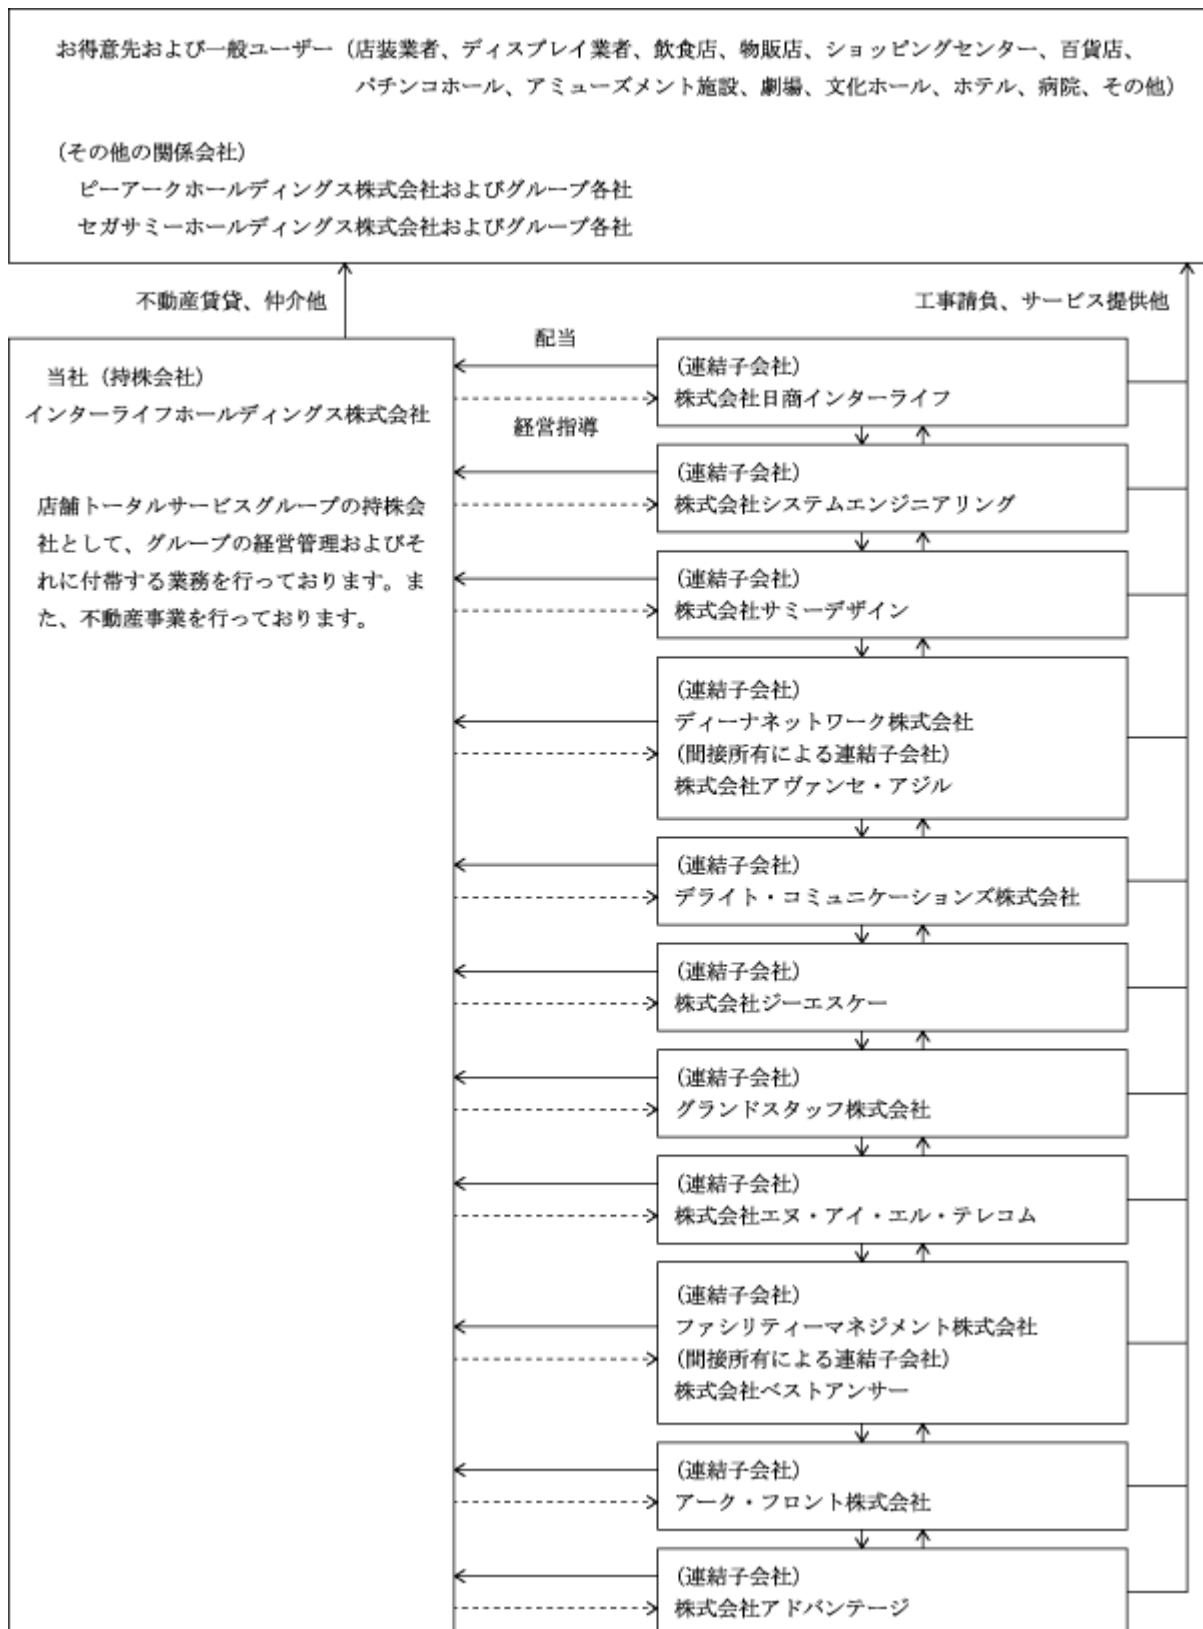 お得意先および一般ユーザー（店装業者、ディスプレイ業者、飲食店、物販店、ショッピングセンター、百貨店、
パチンコホール、アミューズメント施設、劇場、文化ホール、ホテル、病院、その他）
（その他の関係会社）
ピーアークホールディングス株式会社およびグループ各社
セガサミーホールディングス株式会社およびグループ各社
不動産賃貸、仲介他
工事請負、サービス提供他
当社（持株会社）
インターライフホールディングス株式会社
店舗トータルサービスグループの持株会
社として、グループの経営管理およびそ
れに付帯する業務を行っております。ま
た、不動産事業を行っております。
配当
経営指導
（連結子会社）
株式会社日商インターライフ
（連結子会社）
株式会社システムエンジニアリング
（連結子会社）
株式会社サミーデザイン
（連結子会社）
ディーナネットワーク株式会社
（間接所有による連結子会社）
株式会社アヴァンセ・アジル
（連結子会社）
デライト・コミュニケーションズ株式会社
（連結子会社）
株式会社ジーエスケー
（連結子会社）
グランドスタッフ株式会社
（連結子会社）
株式会社エヌ・アイ・エル・テレコム
（連結子会社）
ファシリティーマネジメント株式会社
（間接所有による連結子会社）
株式会社ベストアンサー
（連結子会社）
アーク・フロント株式会社
（連結子会社）
株式会社アドバンテージ